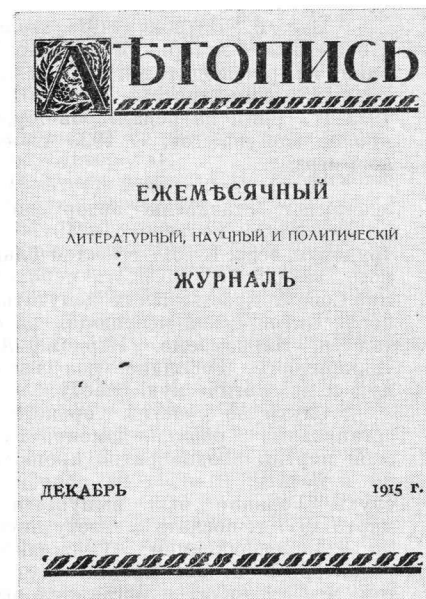 ЛѢТОПИСЬ
ЕЖЕМѢСЯЧНЫЙ
ЛИТЕРАТУРНЫЙ, НАУЧНЫЙ И ПОЛИТИЧЕСКІЙ
ЖУРНАЛЪ
ДЕКАБРЬ 1915 г.